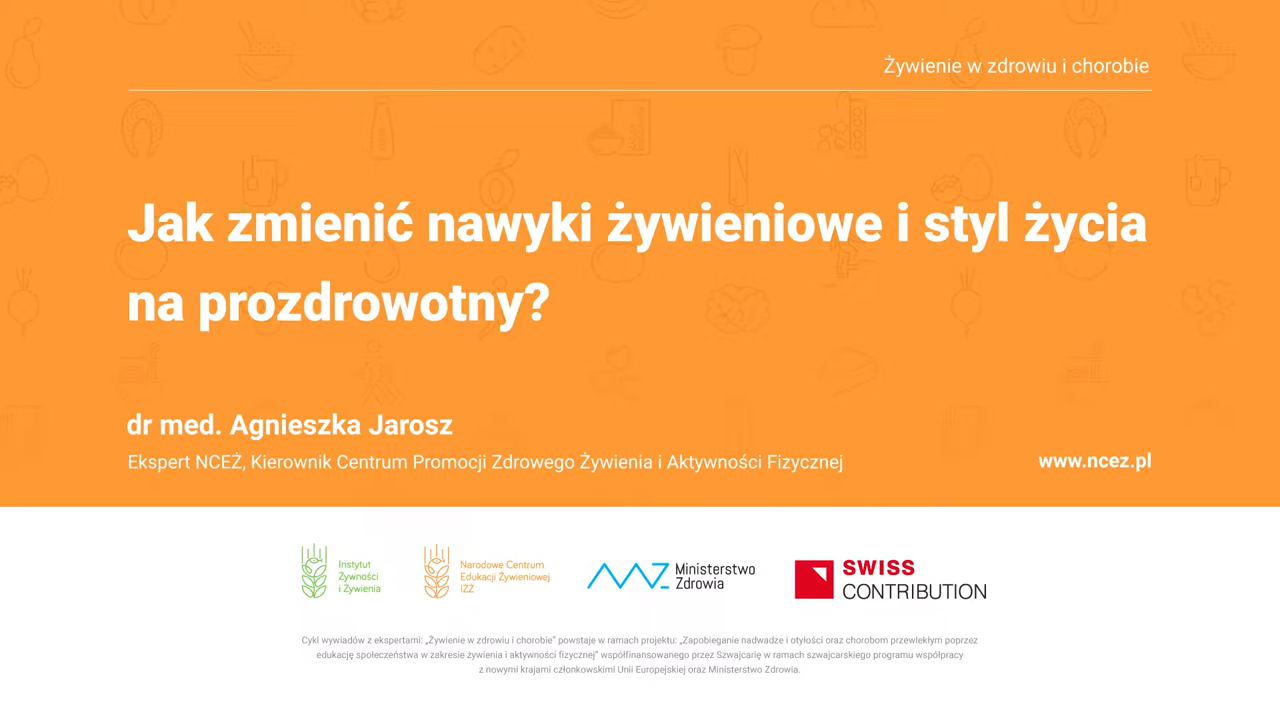 Żywienie w zdrowiu i chorobie
Jak zmienić nawyki żywieniowe i styl życia
na prozdrowotny?
dr med. Agnieszka Jarosz
Ekspert NCEŻ, Kierownik Centrum Promocji Zdrowego Żywienia i Aktywności Fizycznej
www.ncez.pl
Instytut
Żywności
i Żywienia
Narodowe Centrum
Edukacji Żywieniowej
IŻŻ
Ministerstwo
Zdrowia
SWISS
CONTRIBUTION
Cykl wywiadów z ekspertami: „Żywienie w zdrowiu i chorobie” powstaje w ramach projektu: „Zapobieganie nadwadze i otyłości oraz chorobom przewlekłym poprzez
edukację społeczeństwa w zakresie żywienia i aktywności fizycznej” współfinansowanego przez Szwajcarię w ramach szwajcarskiego programu współpracy
z nowymi krajami członkowskimi Unii Europejskiej oraz Ministerstwo Zdrowia.